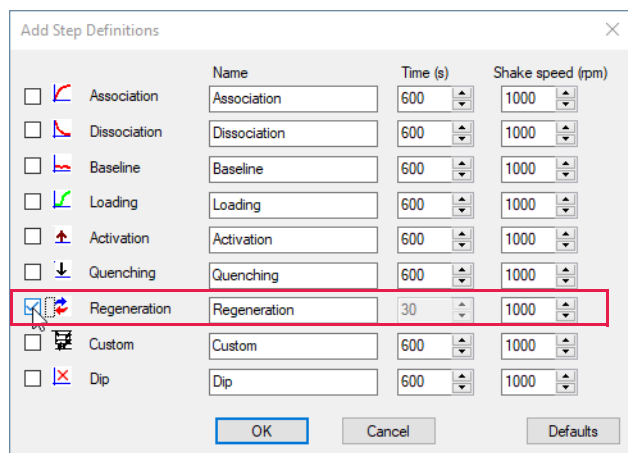 Add Step Definitions
Name Time (s) Shake speed (rpm)
Association Association 600 1000
Dissociation Dissociation 600 1000
Baseline Baseline 600 1000
Loading Loading 600 1000
Activation Activation 600 1000
Quenching Quenching 600 1000
Regeneration Regeneration 30 1000
Custom Custom 600 1000
Dip Dip 600 1000
OK Cancel Defaults